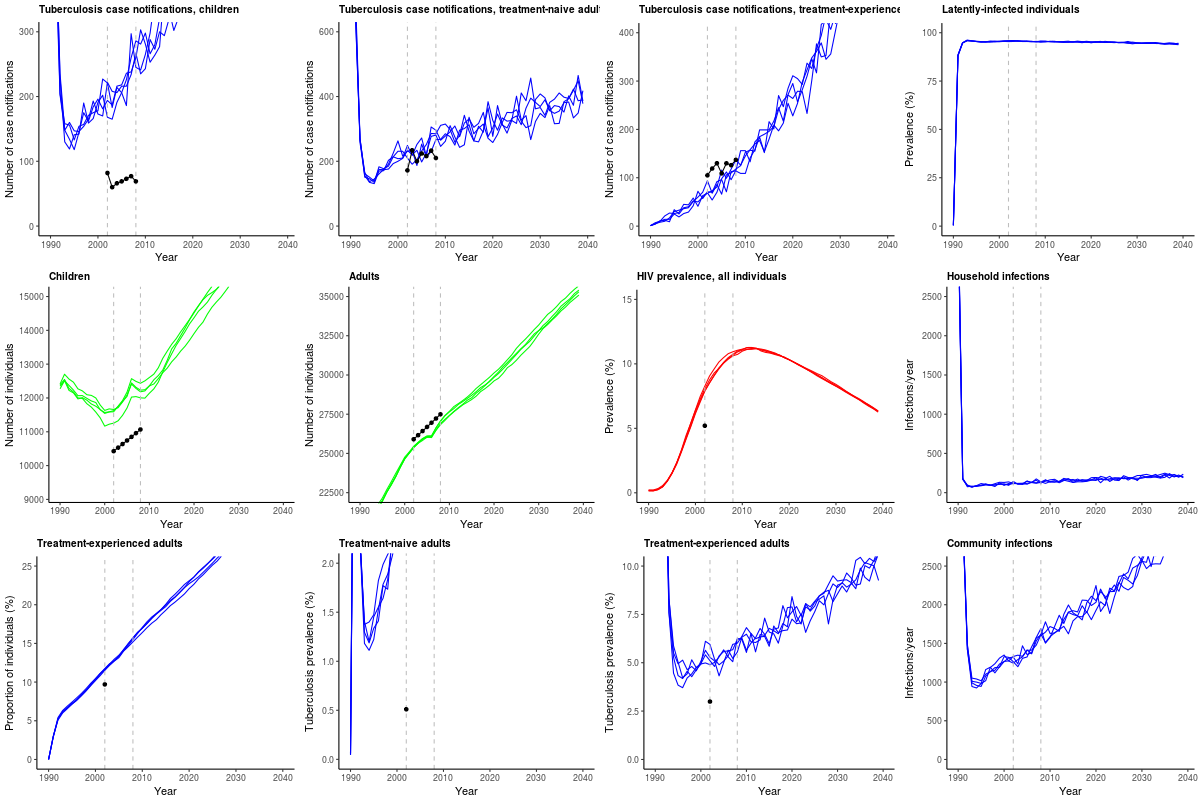 Tuberculosis case notifications, children
Number of case notifications
300
200
100
0
1990 2000 2010 2020 2030 2040
Year
Tuberculosis case notifications, treatment-naive adul
Number of case notifications
600
400
200
0
1990 2000 2010 2020 2030 2040
Year
Tuberculosis case notifications, treatment-experience
Number of case notifications
400
300
200
100
0
1990 2000 2010 2020 2030 2040
Year
Latently-infected individuals
Prevalence (%)
100
75
50
25
0
1990 2000 2010 2020 2030 2040
Year
Children
Number of individuals
15000
14000
13000
12000
11000
10000
9000
1990 2000 2010 2020 2030 2040
Year
Adults
Number of individuals
35000
32500
30000
27500
25000
22500
1990 2000 2010 2020 2030 2040
Year
HIV prevalence, all individuals
Prevalence (%)
15
10
5
0
1990 2000 2010 2020 2030 2040
Year
Household infections
Infections/year
2500
2000
1500
1000
500
0
1990 2000 2010 2020 2030 2040
Year
Treatment-experienced adults
Proportion of individuals (%)
25
20
15
10
5
0
1990 2000 2010 2020 2030 2040
Year
Treatment-naive adults
Tuberculosis prevalence (%)
2.0
1.5
1.0
0.5
0.0
1990 2000 2010 2020 2030 2040
Year
Treatment-experienced adults
Tuberculosis prevalence (%)
10.0
7.5
5.0
2.5
0.0
1990 2000 2010 2020 2030 2040
Year
Community infections
Infections/year
2500
2000
1500
1000
500
0
1990 2000 2010 2020 2030 2040
Year